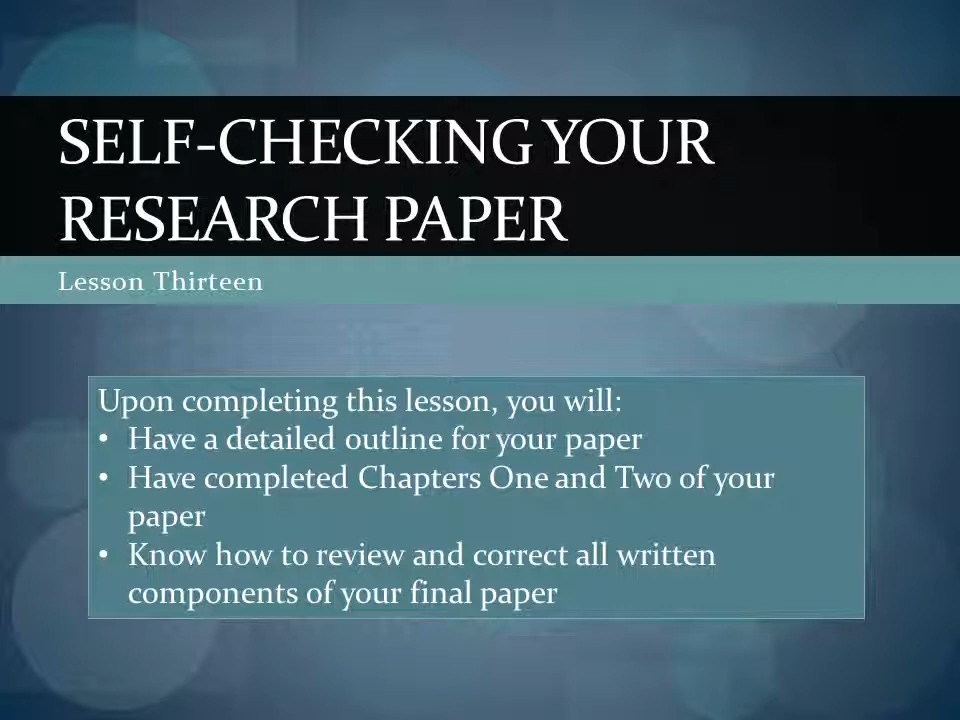 SELF-CHECKING YOUR
RESEARCH PAPER
Lesson Thirteen
Upon completing this lesson, you will:
• Have a detailed outline for your paper
• Have completed Chapters One and Two of your
paper
• Know how to review and correct all written
components of your final paper